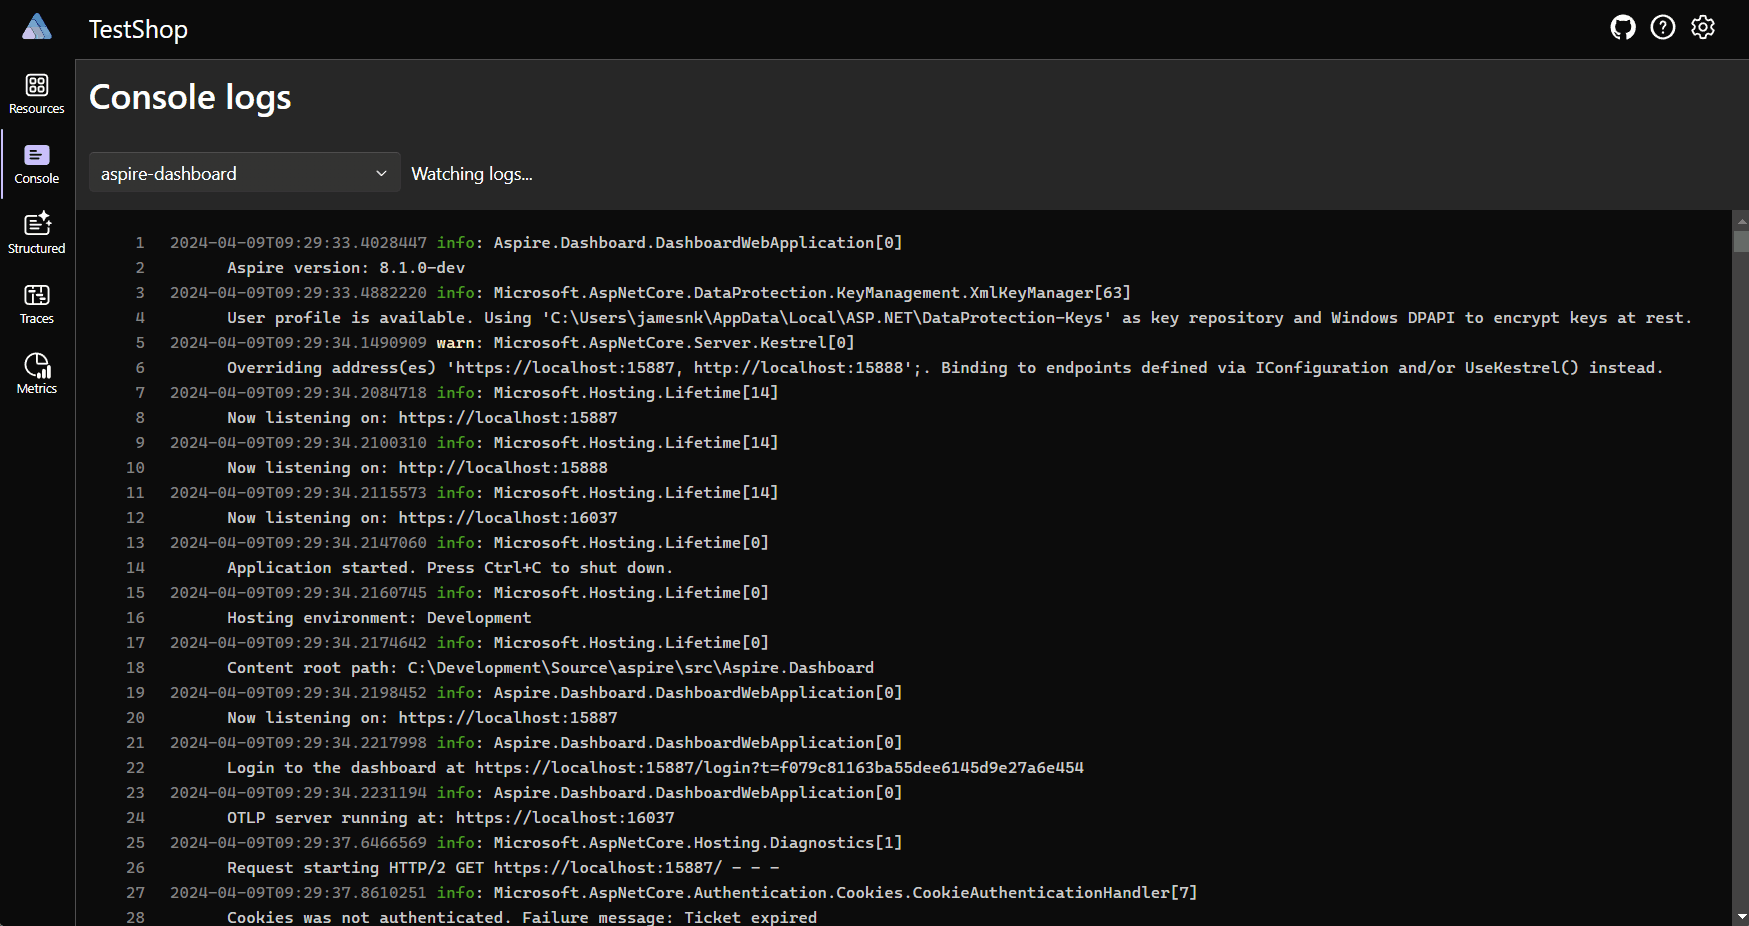 TestShop
Resources
Console
Structured
Traces
Metrics
Console logs
aspire-dashboard
Watching logs...
1 2024-04-09T09:29:33.4028447 info: Aspire.Dashboard.DashboardWebApplication[0]
2 Aspire version: 8.1.0-dev
3 2024-04-09T09:29:33.4882220 info: Microsoft.AspNetCore.DataProtection.KeyManagement.XmlKeyManager[63]
4 User profile is available. Using 'C:\Users\jamesnk\AppData\Local\ASP.NET\DataProtection-Keys' as key repository and Windows DPAPI to encrypt keys at rest.
5 2024-04-09T09:29:34.1490909 warn: Microsoft.AspNetCore.Server.Kestrel[0]
6 Overriding address(es) 'https://localhost:15887, http://localhost:15888';. Binding to endpoints defined via IConfiguration and/or UseKestrel() instead.
7 2024-04-09T09:29:34.2084718 info: Microsoft.Hosting.Lifetime[14]
8 Now listening on: https://localhost:15887
9 2024-04-09T09:29:34.2100310 info: Microsoft.Hosting.Lifetime[14]
10 Now listening on: http://localhost:15888
11 2024-04-09T09:29:34.2115573 info: Microsoft.Hosting.Lifetime[14]
12 Now listening on: https://localhost:16037
13 2024-04-09T09:29:34.2147060 info: Microsoft.Hosting.Lifetime[0]
14 Application started. Press Ctrl+C to shut down.
15 2024-04-09T09:29:34.2160745 info: Microsoft.Hosting.Lifetime[0]
16 Hosting environment: Development
17 2024-04-09T09:29:34.2174642 info: Microsoft.Hosting.Lifetime[0]
18 Content root path: C:\Development\Source\aspire\src\Aspire.Dashboard
19 2024-04-09T09:29:34.2198452 info: Aspire.Dashboard.DashboardWebApplication[0]
20 Now listening on: https://localhost:15887
21 2024-04-09T09:29:34.2217998 info: Aspire.Dashboard.DashboardWebApplication[0]
22 Login to the dashboard at https://localhost:15887/login?t=f079c81163ba55dee6145d9e27a6e454
23 2024-04-09T09:29:34.2231194 info: Aspire.Dashboard.DashboardWebApplication[0]
24 OTLP server running at: https://localhost:16037
25 2024-04-09T09:29:37.6466569 info: Microsoft.AspNetCore.Hosting.Diagnostics[1]
26 Request starting HTTP/2 GET https://localhost:15887/ - - -
27 2024-04-09T09:29:37.8610251 info: Microsoft.AspNetCore.Authentication.Cookies.CookieAuthenticationHandler[7]
28 Cookies was not authenticated. Failure message: Ticket expired